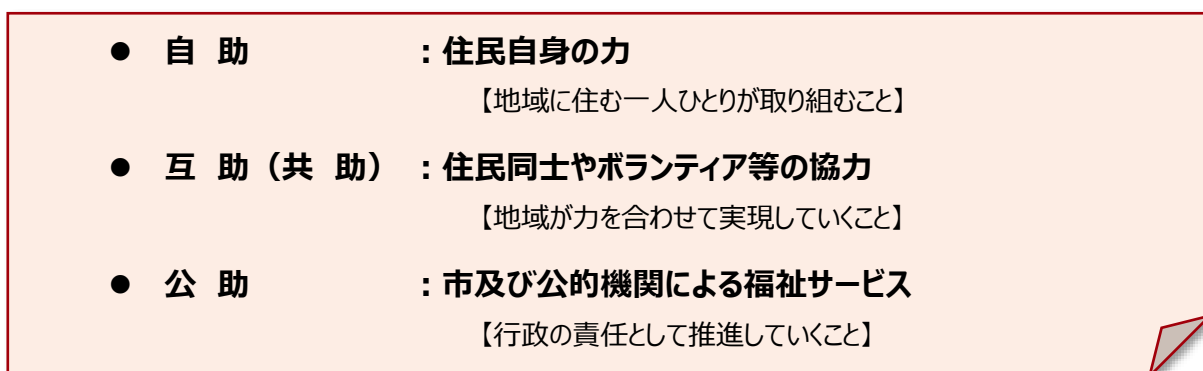 ● 自 助 ：住民自身の力
【地域に住む一人ひとりが取り組むこと】
● 互 助（共 助）：住民同士やボランティア等の協力
【地域が力を合わせて実現していくこと】
● 公 助 ：市及び公的機関による福祉サービス
【行政の責任として推進していくこと】